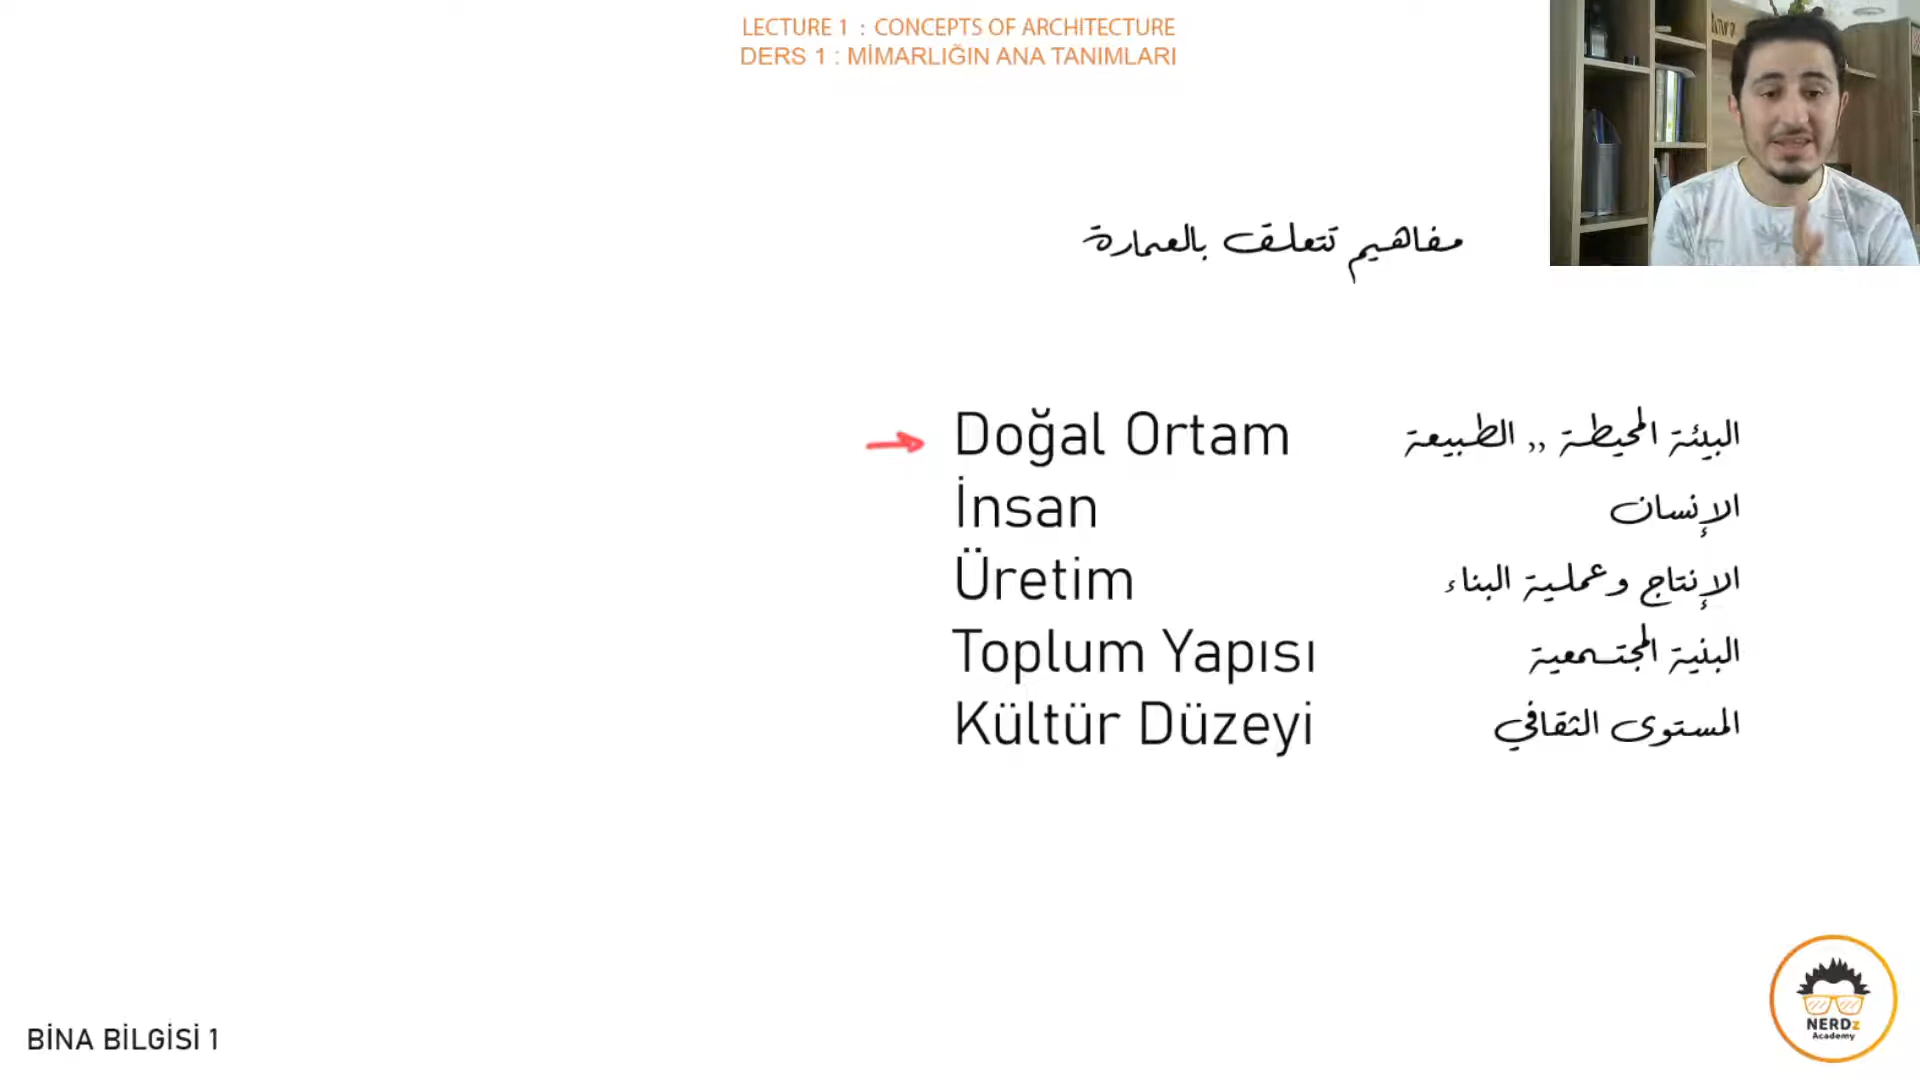 LECTURE 1 : CONCEPTS OF ARCHITECTURE
DERS 1 : MİMARLIĞIN ANA TANIMLARI
مفاهيم تتعلق بالعمارة
Doğal Ortam البيئة المحيطة ,, الطبيعة
İnsan الإنسان
Üretim الإنتاج وعملية البناء
Toplum Yapısı البنية المجتمعية
Kültür Düzeyi المستوى الثقافي
BİNA BİLGİSİ 1
NERDz
Academy